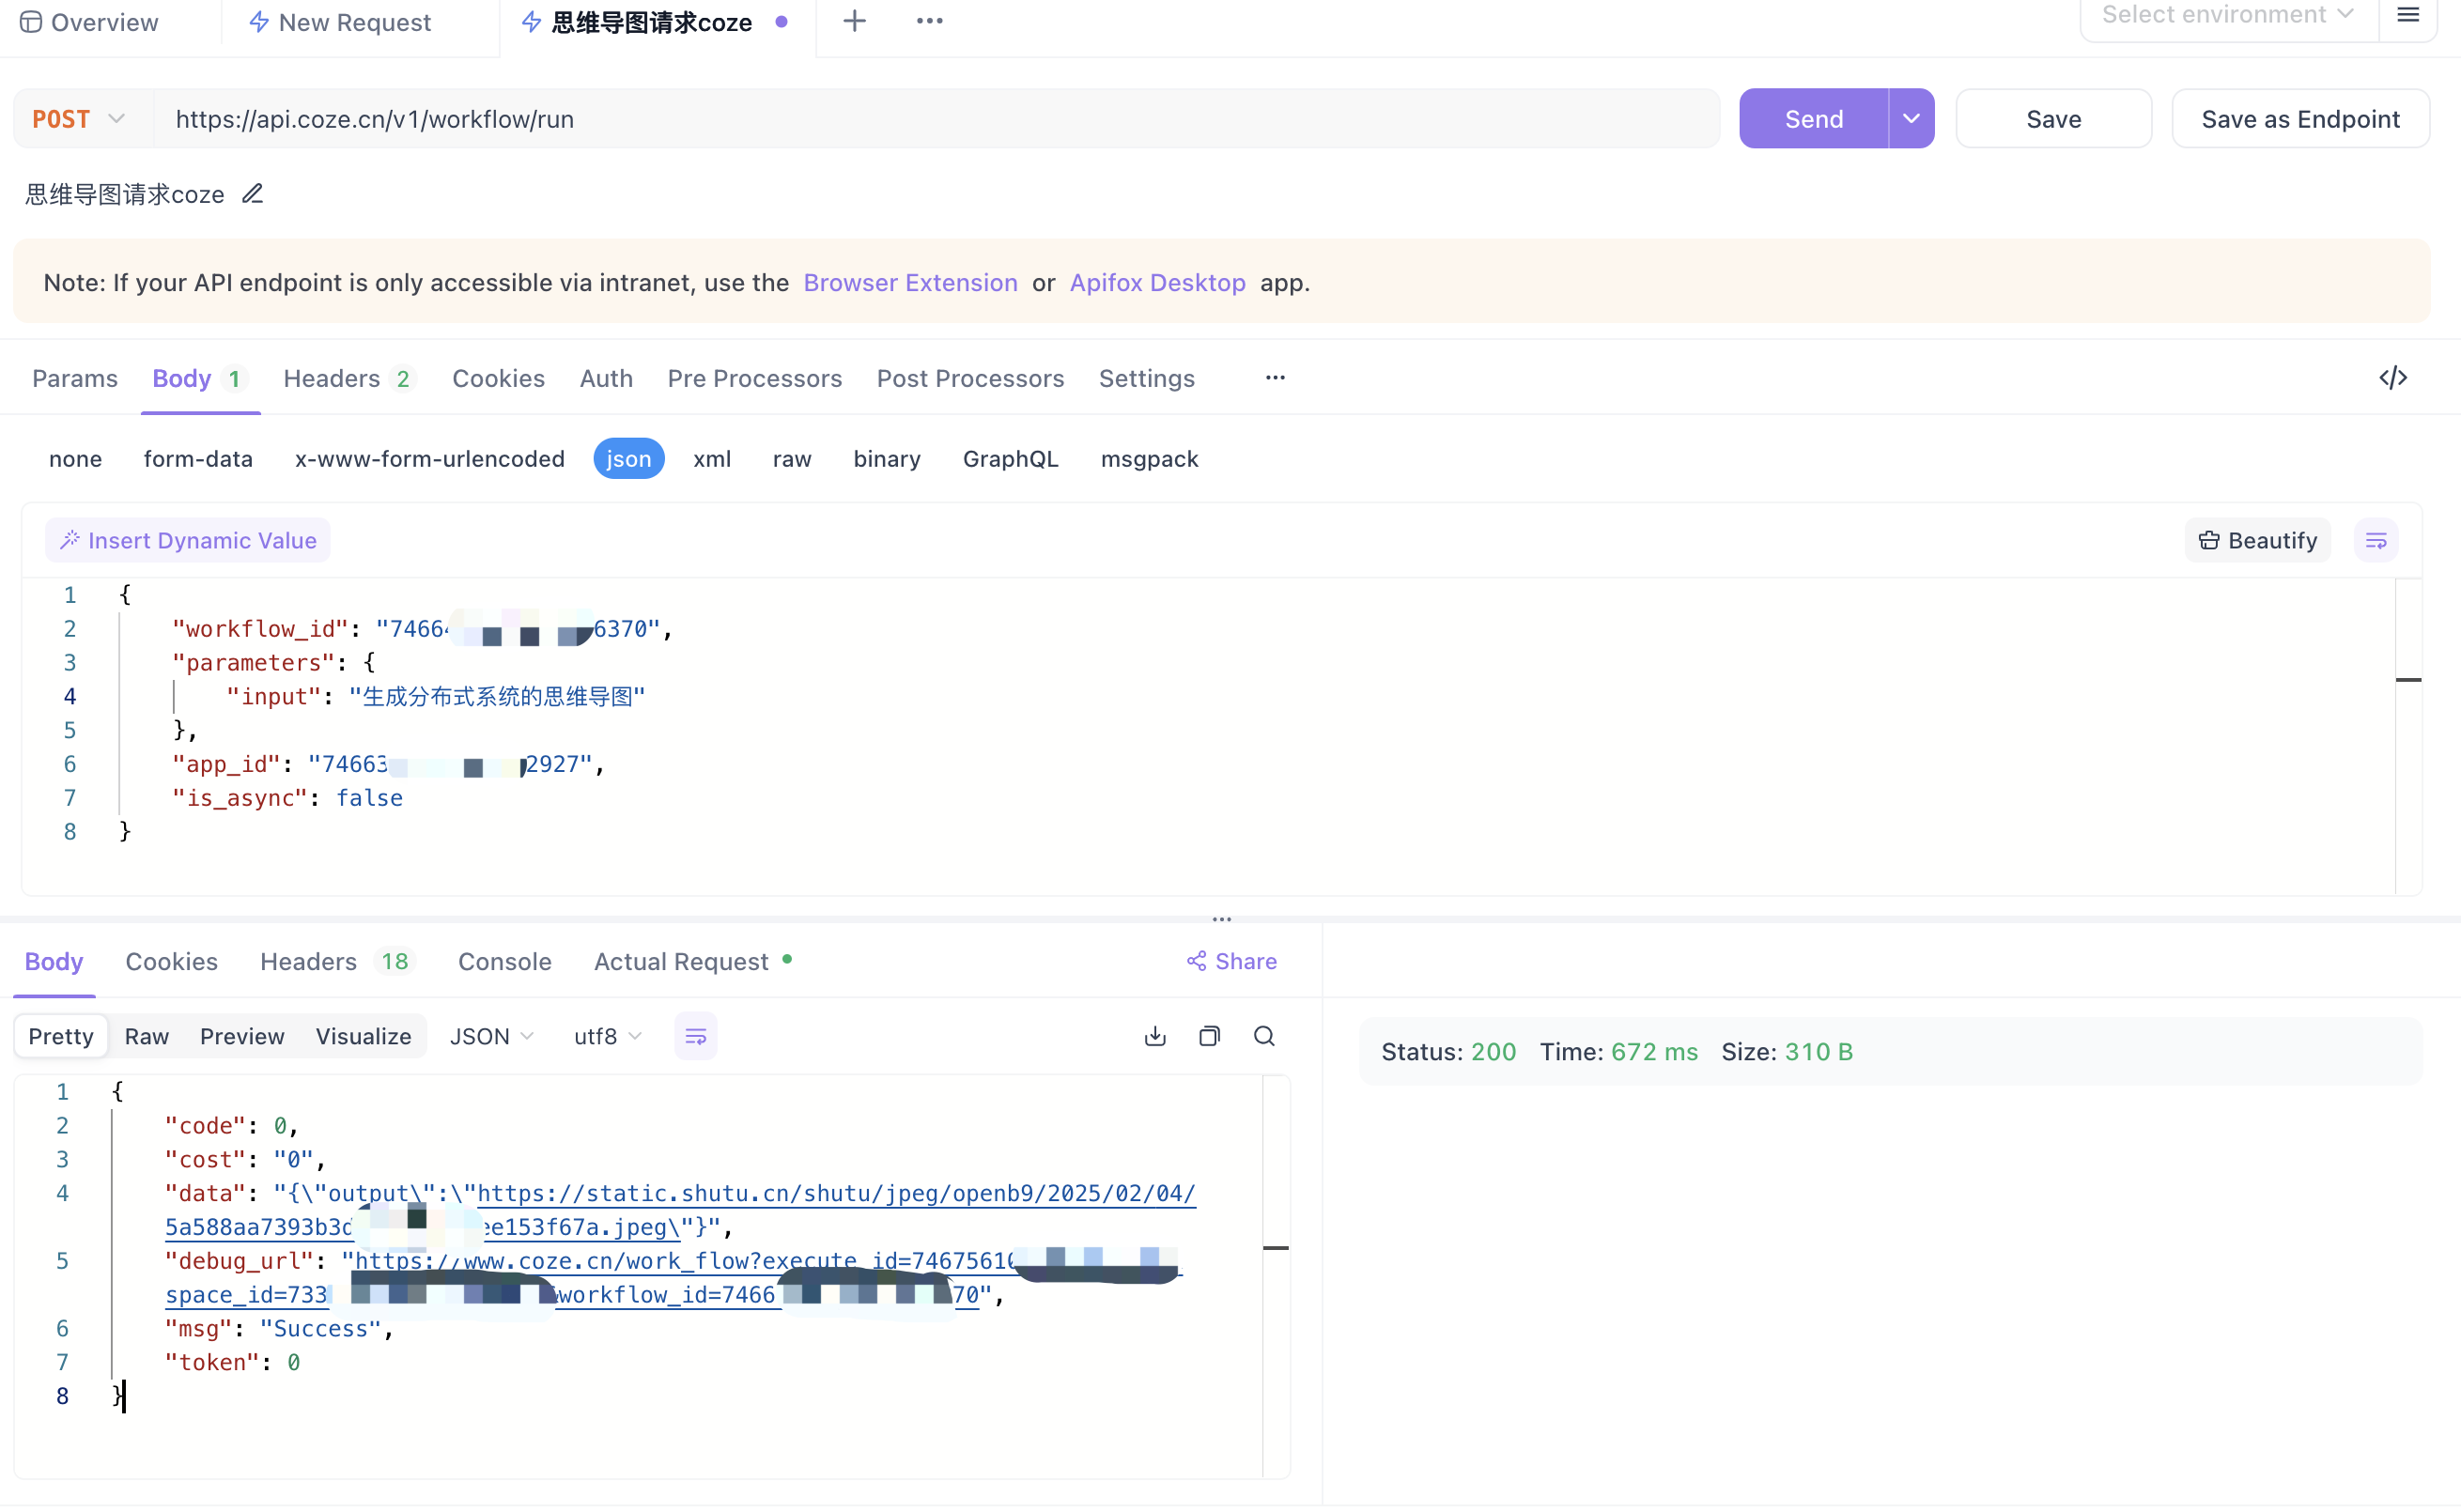 Overview
New Request
思维导图请求coze
Select environment
POST
https://api.coze.cn/v1/workflow/run
Send
Save
Save as Endpoint
思维导图请求coze
Note: If your API endpoint is only accessible via intranet, use the Browser Extension or Apifox Desktop app.
Params Body 1 Headers 2 Cookies Auth Pre Processors Post Processors Settings
none form-data x-www-form-urlencoded json xml raw binary GraphQL msgpack
Insert Dynamic Value
Beautify
1 {
2 "workflow_id": "7466 6370",
3 "parameters": {
4 "input": "生成分布式系统的思维导图"
5 },
6 "app_id": "74663 2927",
7 "is_async": false
8 }
Body Cookies Headers 18 Console Actual Request
Share
Pretty Raw Preview Visualize JSON utf8
Status: 200 Time: 672 ms Size: 310 B
1 {
2 "code": 0,
3 "cost": "0",
4 "data": "{\"output\":\"https://static.shutu.cn/shutu/jpeg/openb9/2025/02/04/
5a588aa7393b3d ee153f67a.jpeg\"}",
5 "debug_url": "https://www.coze.cn/work_flow?execute_id=7467561
space_id=733 workflow_id=7466 70",
6 "msg": "Success",
7 "token": 0
8 }